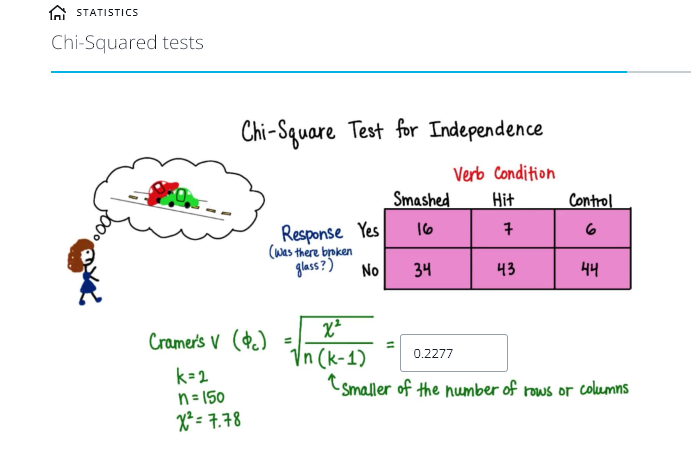 STATISTICS
Chi-Squared tests
Chi-Square Test for Independence
Verb Condition
Smashed Hit Control
Response Yes 16 7 6
(Was there broken
glass?) No 34 43 44
Cramer's V (ϕc) = √ χ² / n(k-1) = 0.2277
↑ Smaller of the number of rows or columns
k=2
n=150
χ²=7.78